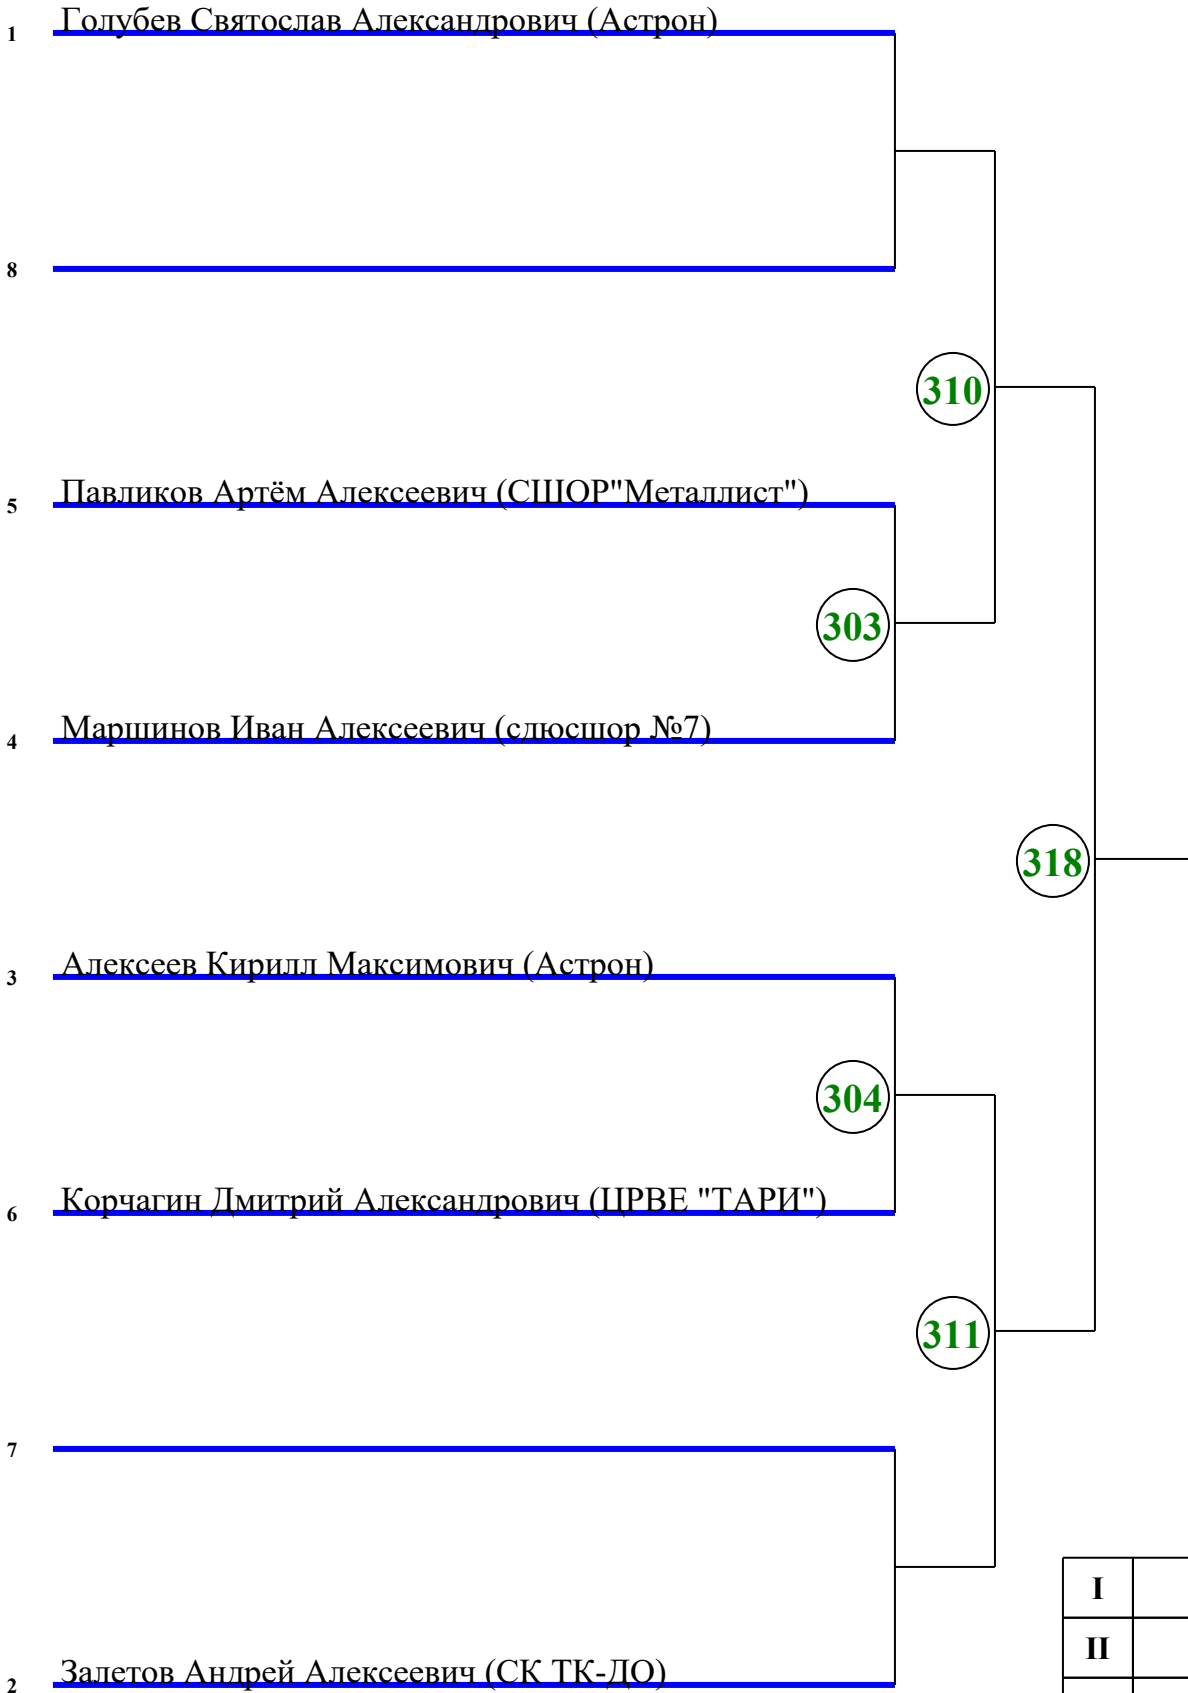 1 Голубев Святослав Александрович (Астрон)
8
310
5 Павликов Артём Алексеевич (СШОР"Металлист")
303
4 Маршинов Иван Алексеевич (сдюсшор №7)
318
3 Алексеев Кирилл Максимович (Астрон)
304
6 Корчагин Дмитрий Александрович (ЦРВЕ "ТАРИ")
311
7
I
II
2 Залетов Андрей Алексеевич (СК ТК-ДО)